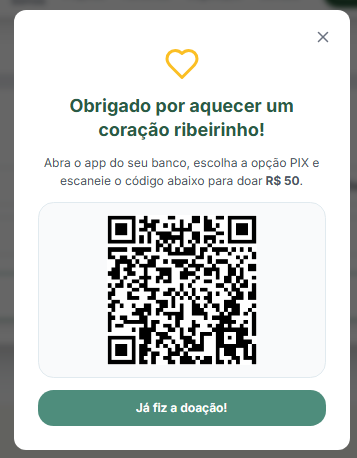 Obrigado por aquecer um
coração ribeirinho!
Abra o app do seu banco, escolha a opção PIX e
escaneie o código abaixo para doar R$ 50.
Já fiz a doação!